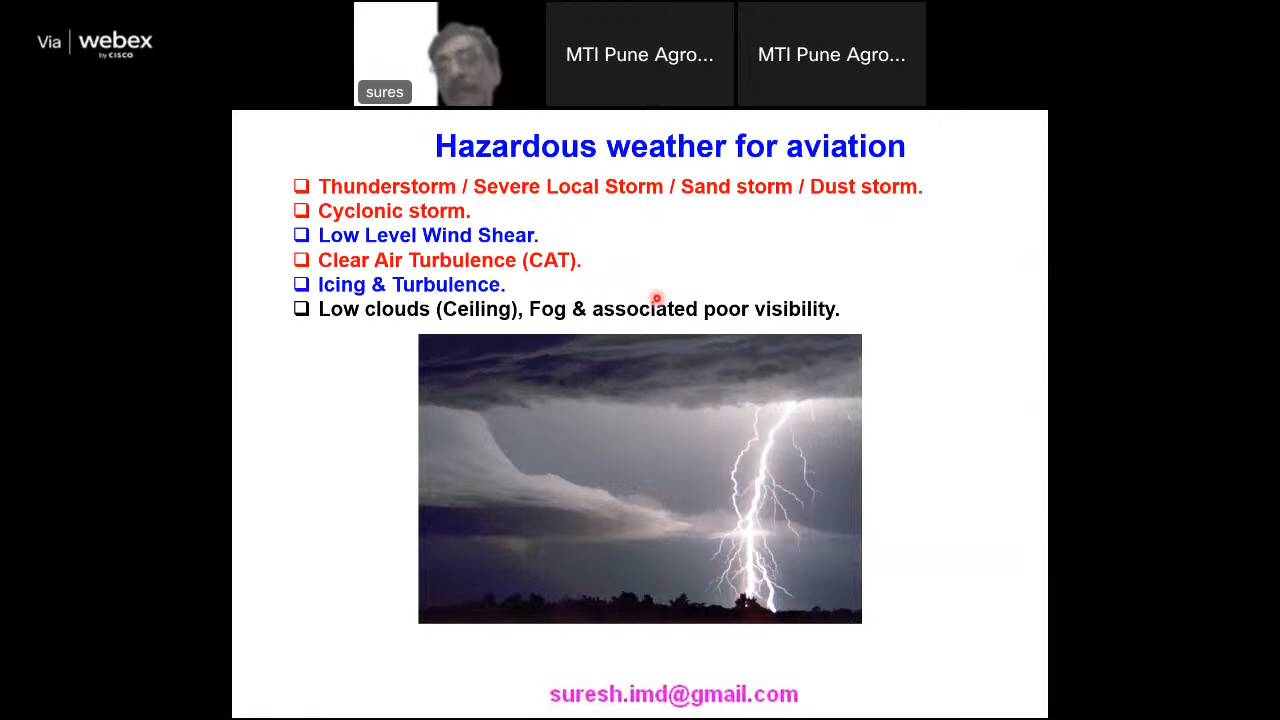 Via webex
by CISCO
sures
MTI Pune Agro...
MTI Pune Agro...
Hazardous weather for aviation
❑ Thunderstorm / Severe Local Storm / Sand storm / Dust storm.
❑ Cyclonic storm.
❑ Low Level Wind Shear.
❑ Clear Air Turbulence (CAT).
❑ Icing & Turbulence.
❑ Low clouds (Ceiling), Fog & associated poor visibility.
suresh.imd@gmail.com